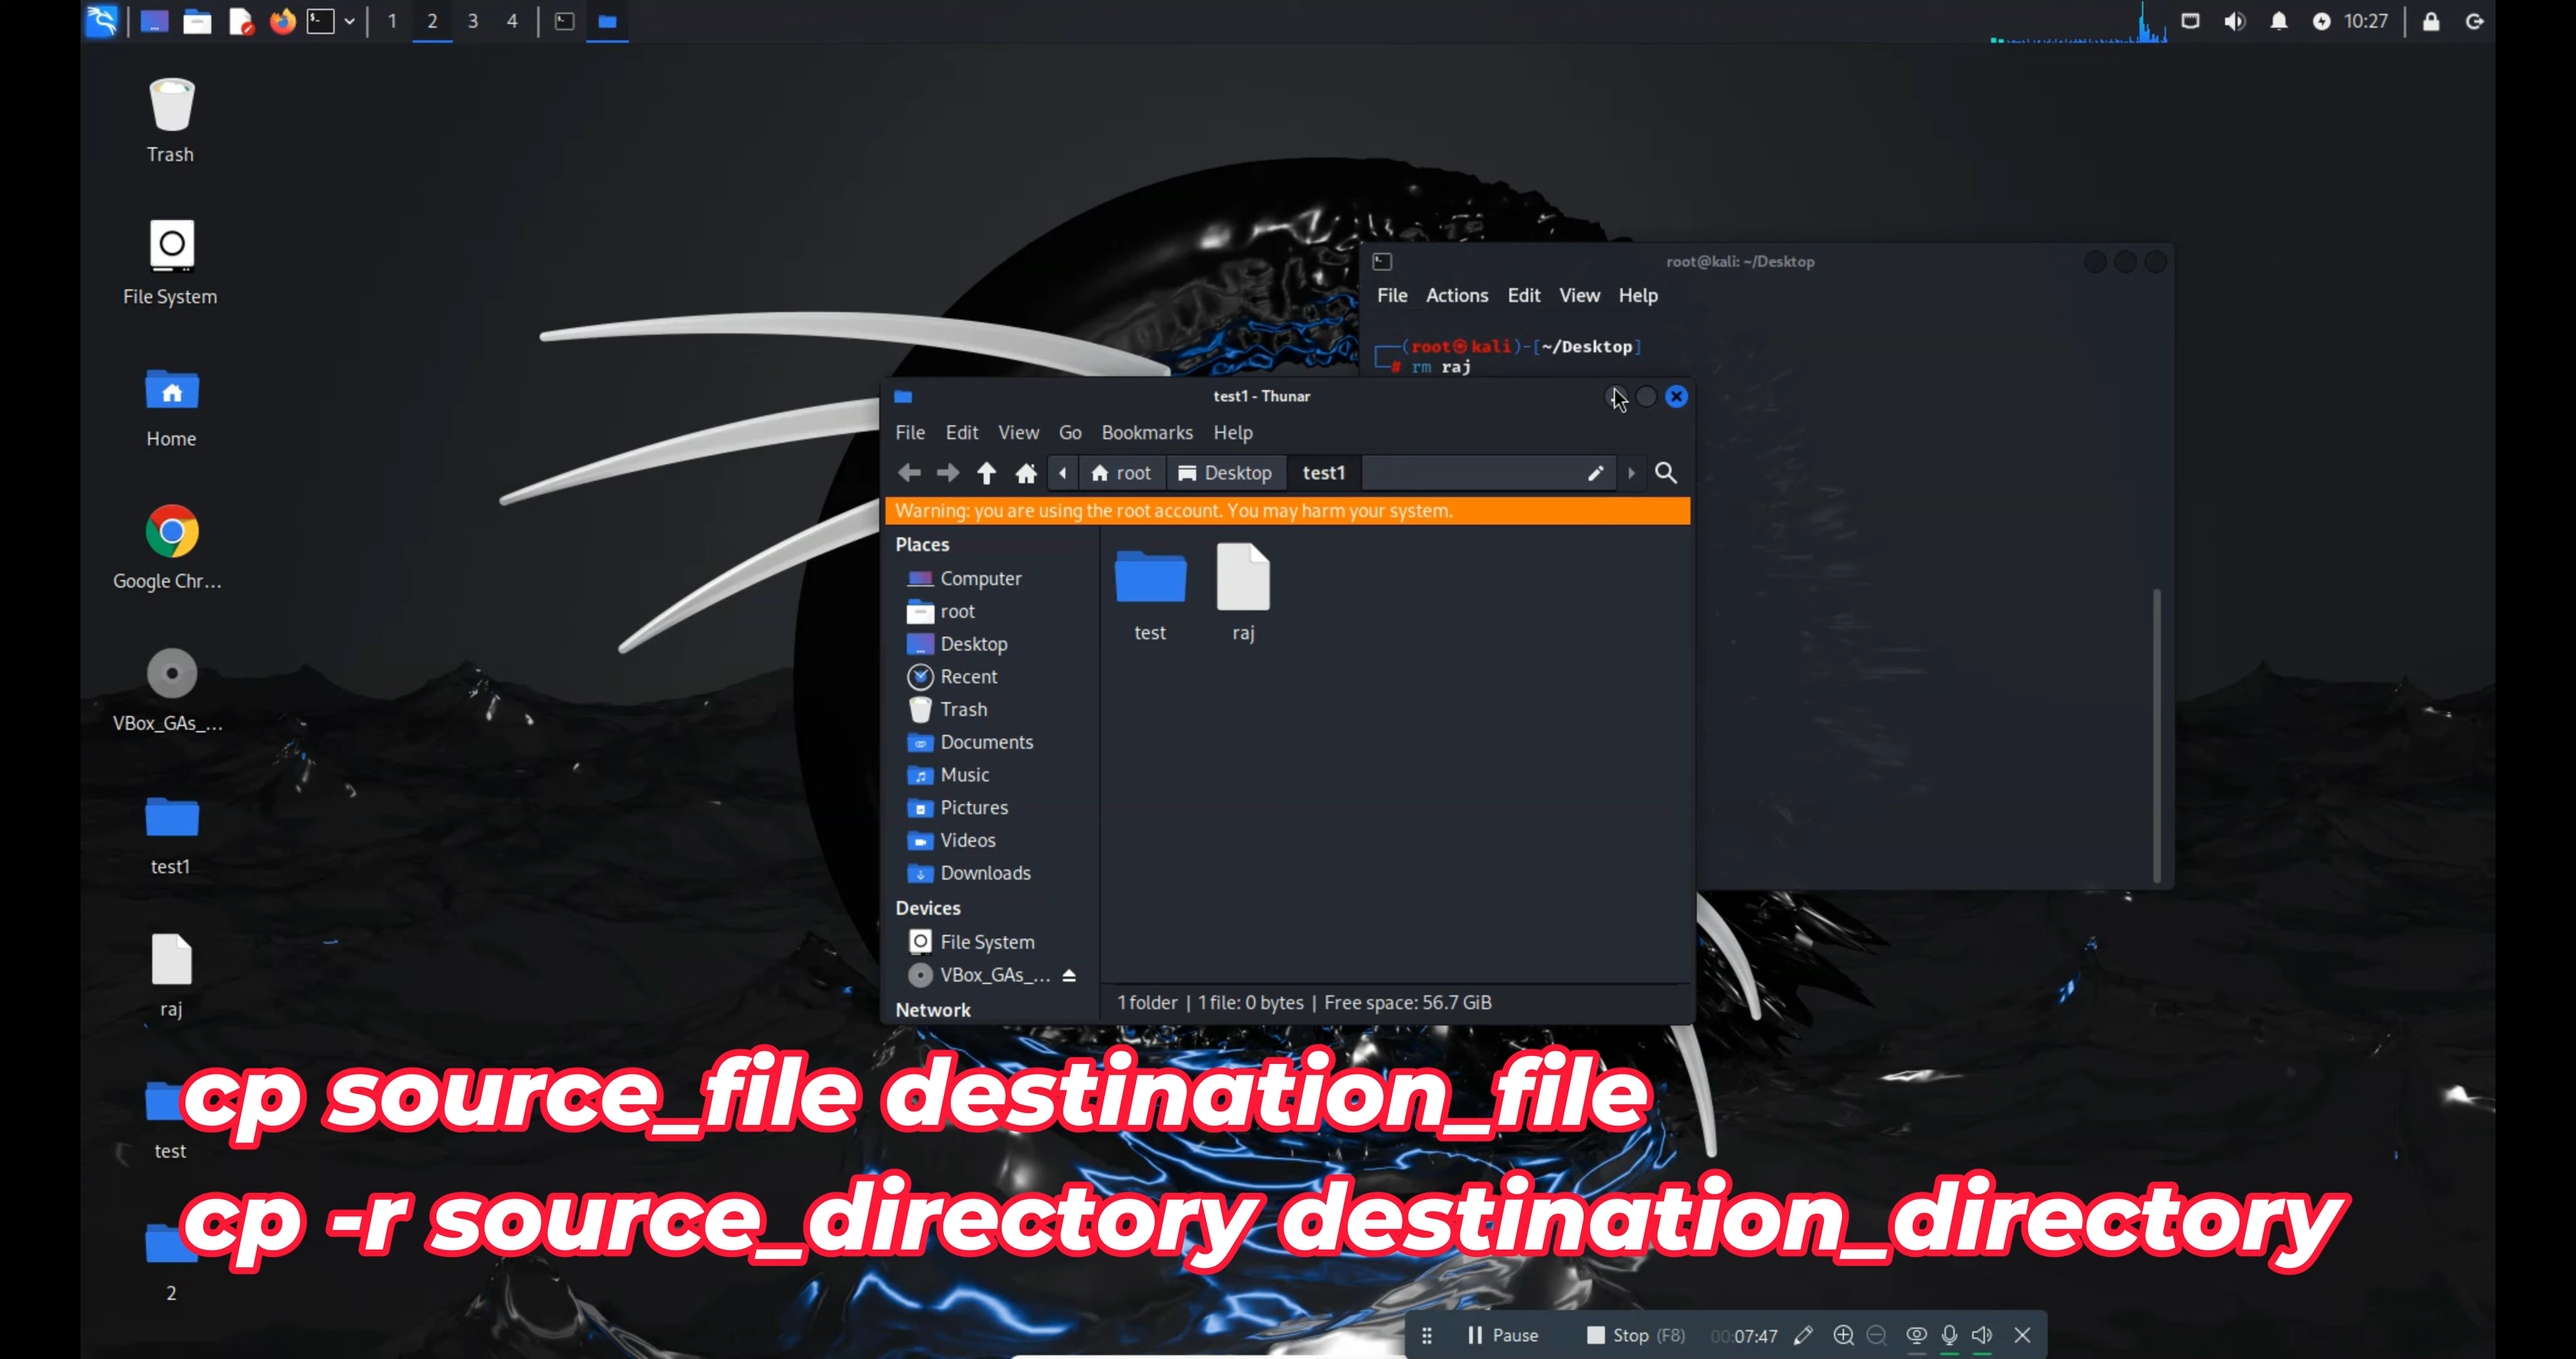 1 2 3 4
10:27
Trash
File System
Home
Google Chr...
VBox_GAs_...
test1
raj
test
2
root@kali: ~/Desktop
File Actions Edit View Help
(root㉿kali)-[~/Desktop]
# rm raj
test1 - Thunar
File Edit View Go Bookmarks Help
root Desktop test1
Warning: you are using the root account. You may harm your system.
Places
Computer
root
Desktop
Recent
Trash
Documents
Music
Pictures
Videos
Downloads
Devices
File System
VBox_GAs_...
Network
test raj
1 folder | 1 file: 0 bytes | Free space: 56.7 GiB
cp source_file destination_file
cp -r source_directory destination_directory
Pause Stop (F8) 00:07:47